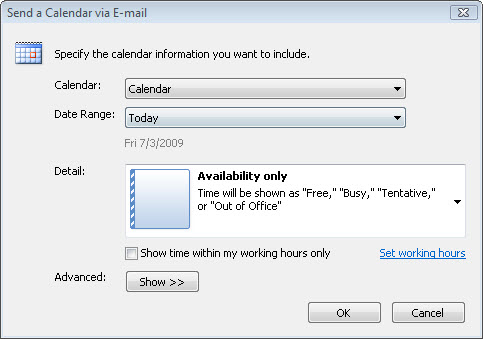 Send a Calendar via E-mail
Specify the calendar information you want to include.
Calendar: Calendar
Date Range: Today
Fri 7/3/2009
Detail: Availability only
Time will be shown as "Free," "Busy," "Tentative,"
or "Out of Office"
Show time within my working hours only Set working hours
Advanced: Show >>
OK Cancel